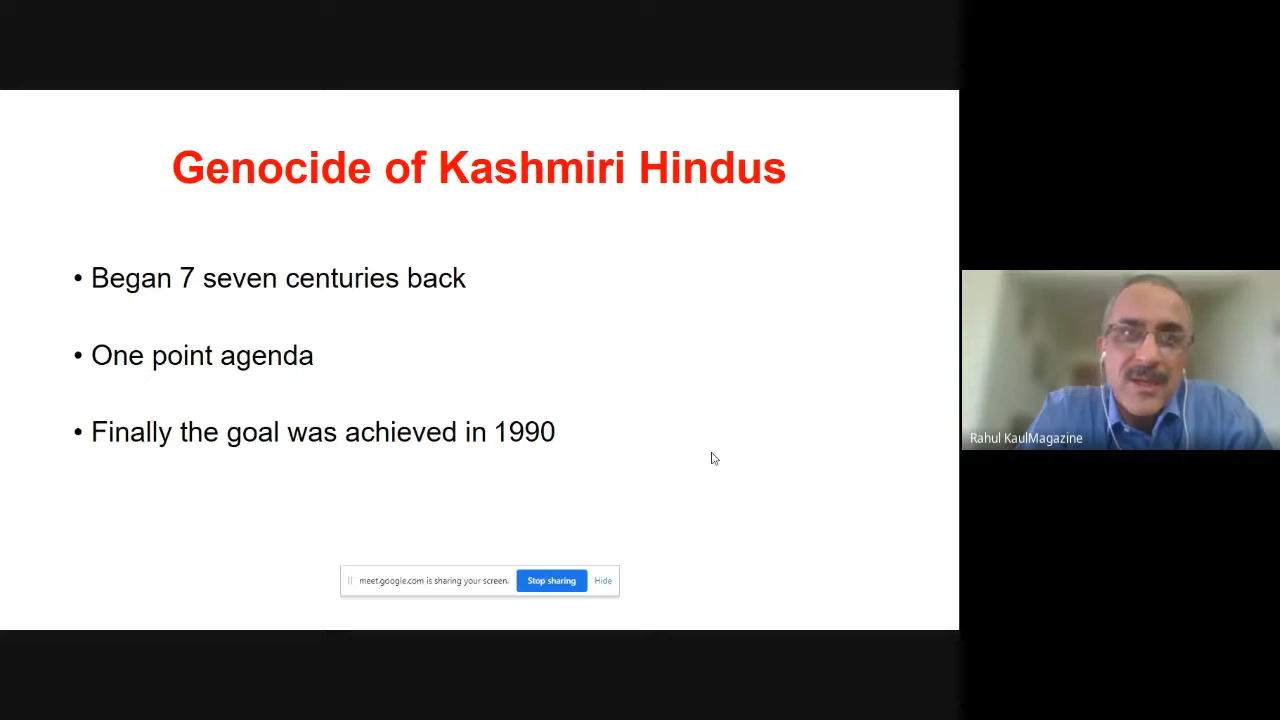 Genocide of Kashmiri Hindus
• Began 7 seven centuries back
• One point agenda
• Finally the goal was achieved in 1990
meet.google.com is sharing your screen.
Stop sharing
Hide
Rahul KaulMagazine